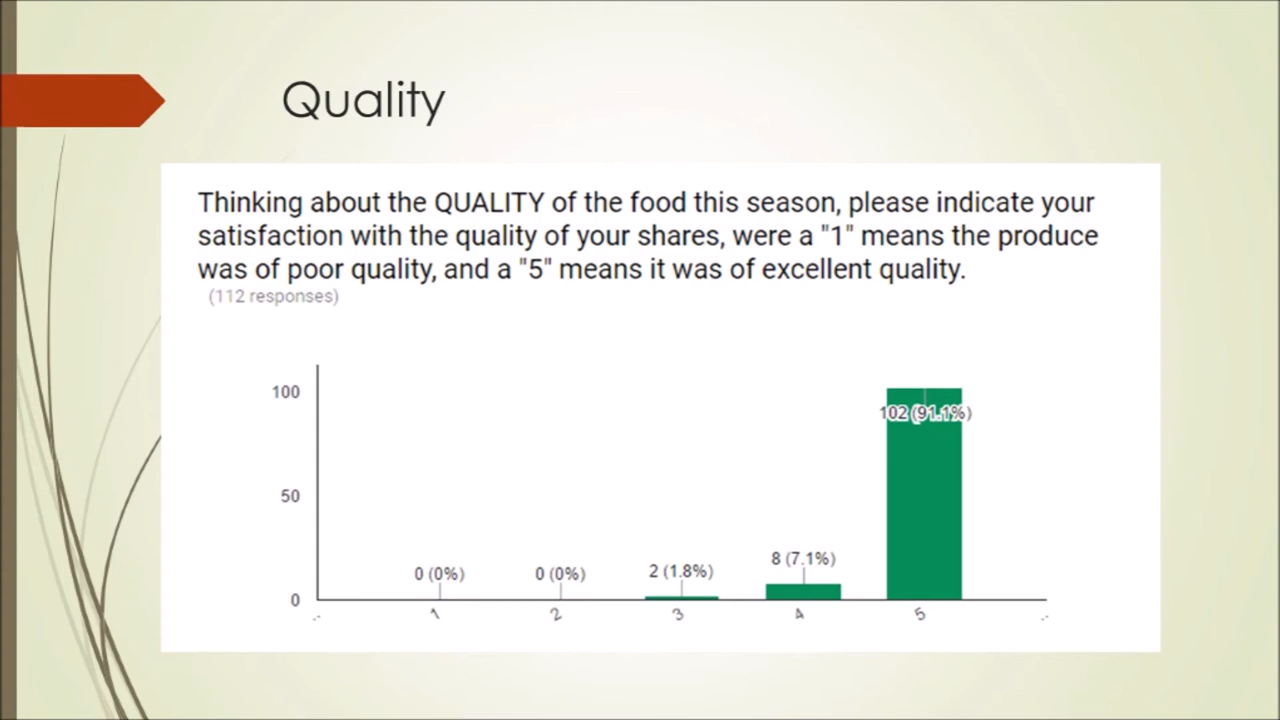 Quality
Thinking about the QUALITY of the food this season, please indicate your
satisfaction with the quality of your shares, were a "1" means the produce
was of poor quality, and a "5" means it was of excellent quality.
(112 responses)
100
102 (91.1%)
50
8 (7.1%)
0 (0%) 0 (0%) 2 (1.8%)
0
1 2 3 4 5